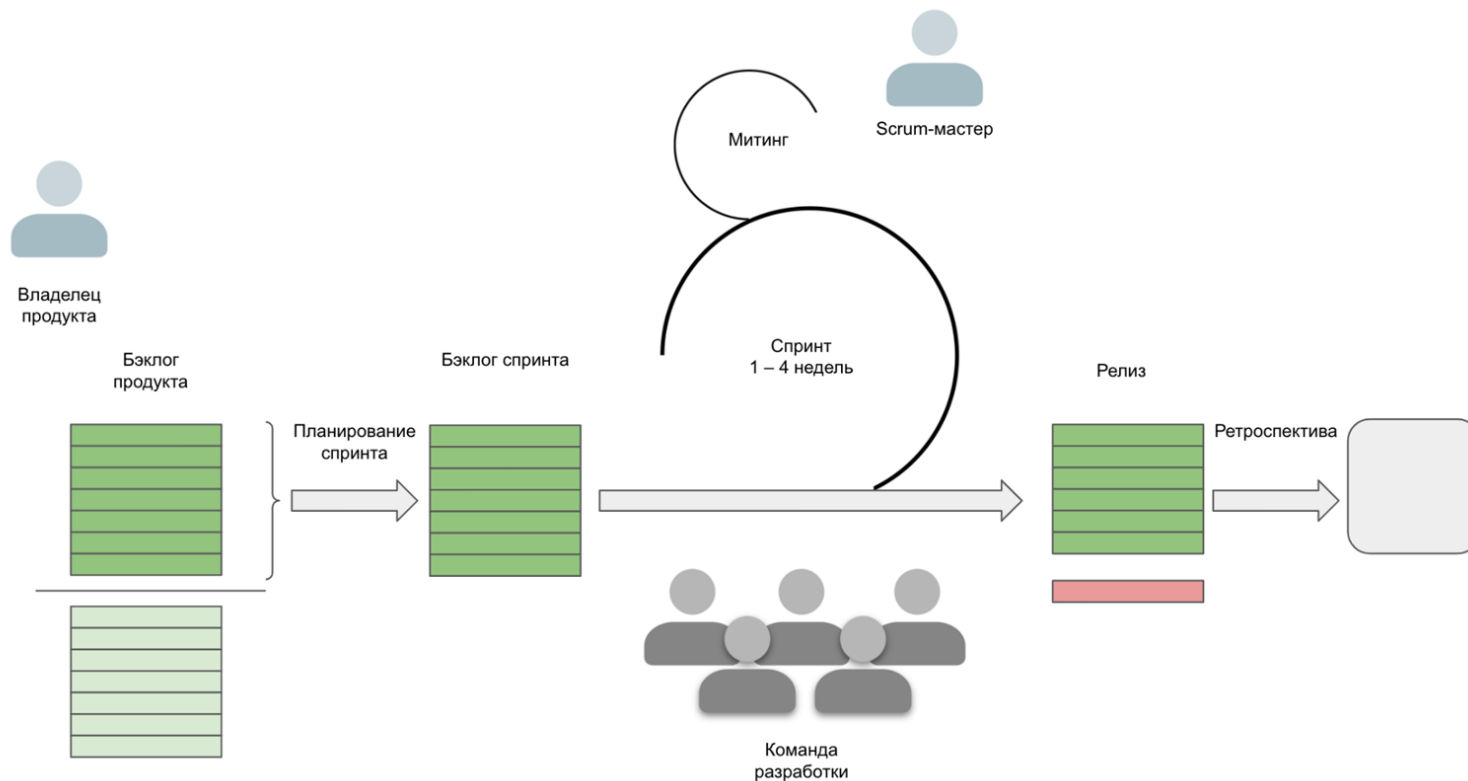 Scrum-мастер
Митинг
Владелец
продукта
Бэклог
продукта
Бэклог спринта
Спринт
1 – 4 недель
Релиз
Планирование
спринта
Ретроспектива
Команда
разработки